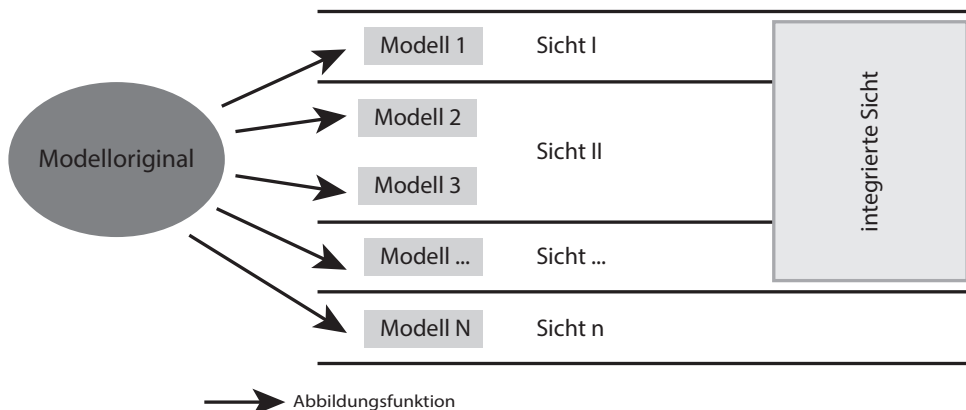 Modell 1 Sicht I
Modell 2
Sicht II
Modelloriginal
Modell 3
Modell ... Sicht ...
Modell N Sicht n
integrierte Sicht
Abbildungsfunktion